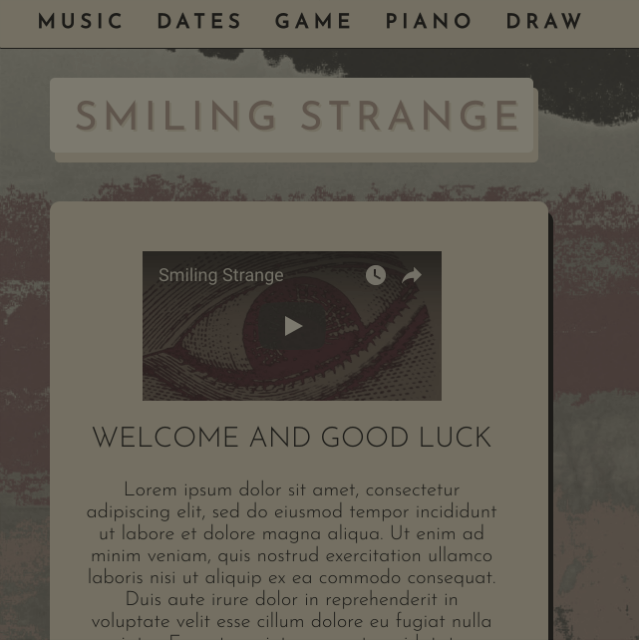 MUSIC DATES GAME PIANO DRAW
SMILING STRANGE
Smiling Strange
WELCOME AND GOOD LUCK
Lorem ipsum dolor sit amet, consectetur
adipiscing elit, sed do eiusmod tempor incididunt
ut labore et dolore magna aliqua. Ut enim ad
minim veniam, quis nostrud exercitation ullamco
laboris nisi ut aliquip ex ea commodo consequat.
Duis aute irure dolor in reprehenderit in
voluptate velit esse cillum dolore eu fugiat nulla